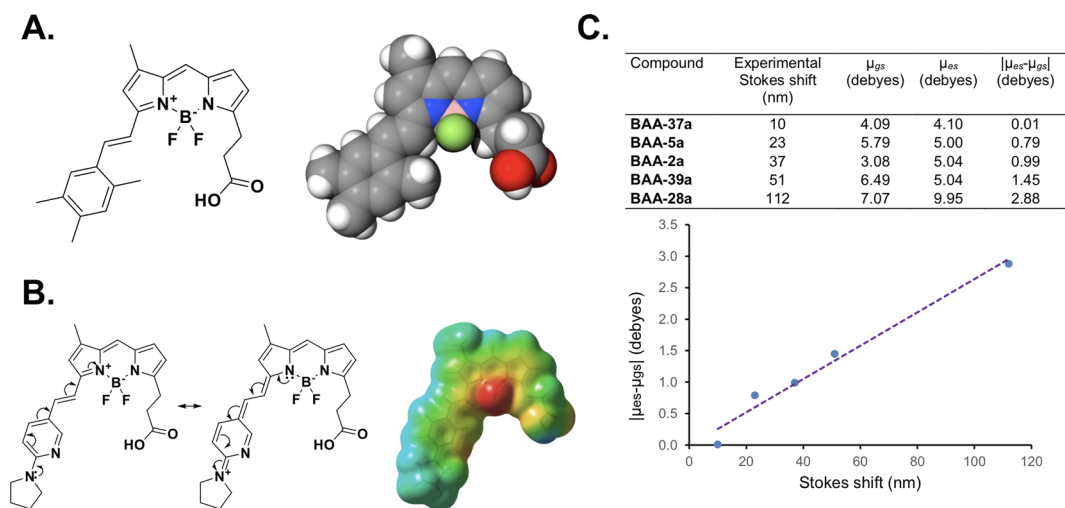 A.
N+ N
B-
F F
HO O
B.
N+ N
B-
F F
HO O
N
N
N N
B-
F F
HO O
N
N+
C.
Compound Experimental Stokes shift (nm) μgs (debyes) μes (debyes) |μes-μgs| (debyes)
BAA-37a 10 4.09 4.10 0.01
BAA-5a 23 5.79 5.00 0.79
BAA-2a 37 3.08 5.04 0.99
BAA-39a 51 6.49 5.04 1.45
BAA-28a 112 7.07 9.95 2.88
|μes-μgs| (debyes)
3.5
3.0
2.5
2.0
1.5
1.0
0.5
0.0
0 20 40 60 80 100 120
Stokes shift (nm)